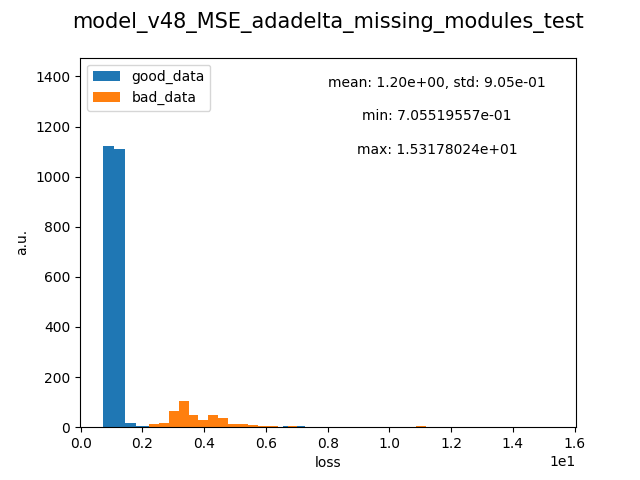 model_v48_MSE_adadelta_missing_modules_test
good_data
bad_data
mean: 1.20e+00, std: 9.05e-01
min: 7.05519557e-01
max: 1.53178024e+01
1400
1200
1000
800
600
400
200
0
a.u.
0.0 0.2 0.4 0.6 0.8 1.0 1.2 1.4 1.6
1e1
loss